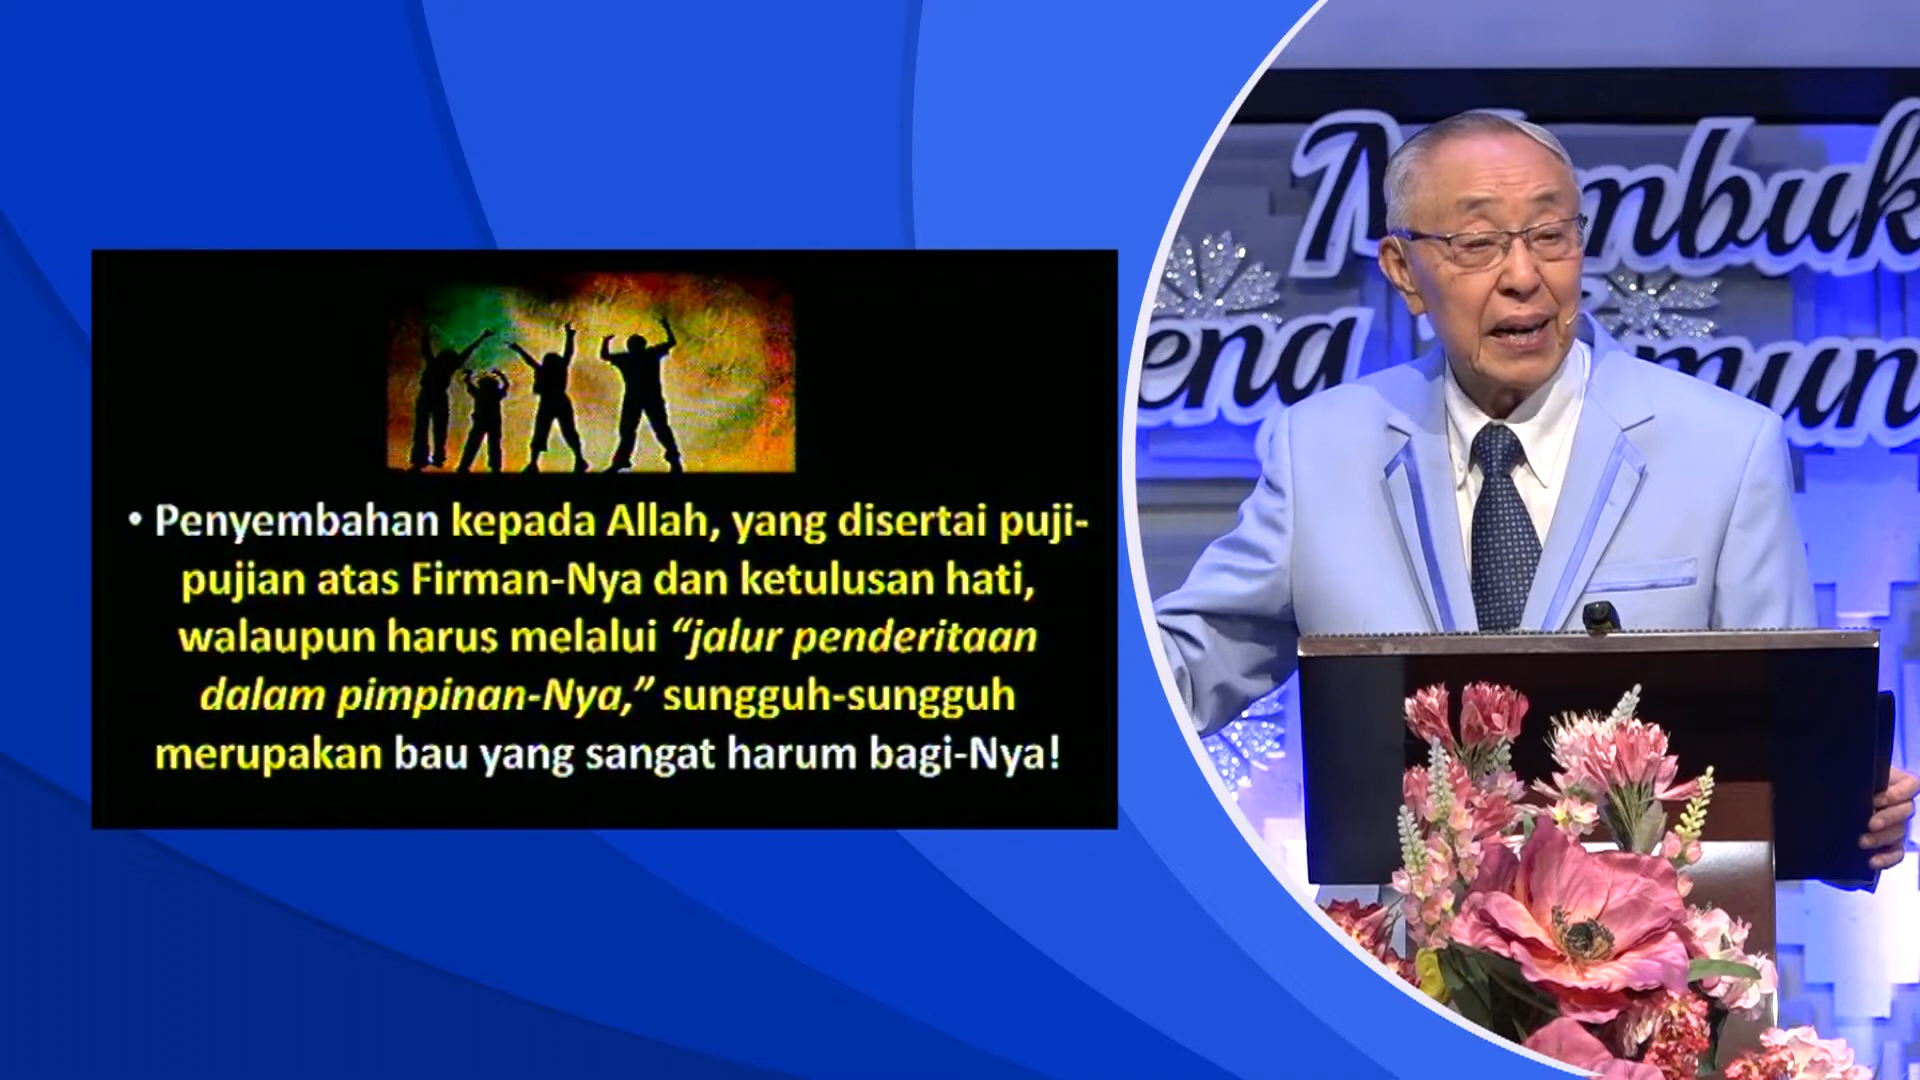 • Penyembahan kepada Allah, yang disertai puji-
pujian atas Firman-Nya dan ketulusan hati,
walaupun harus melalui “jalur penderitaan
dalam pimpinan-Nya,” sungguh-sungguh
merupakan bau yang sangat harum bagi-Nya!